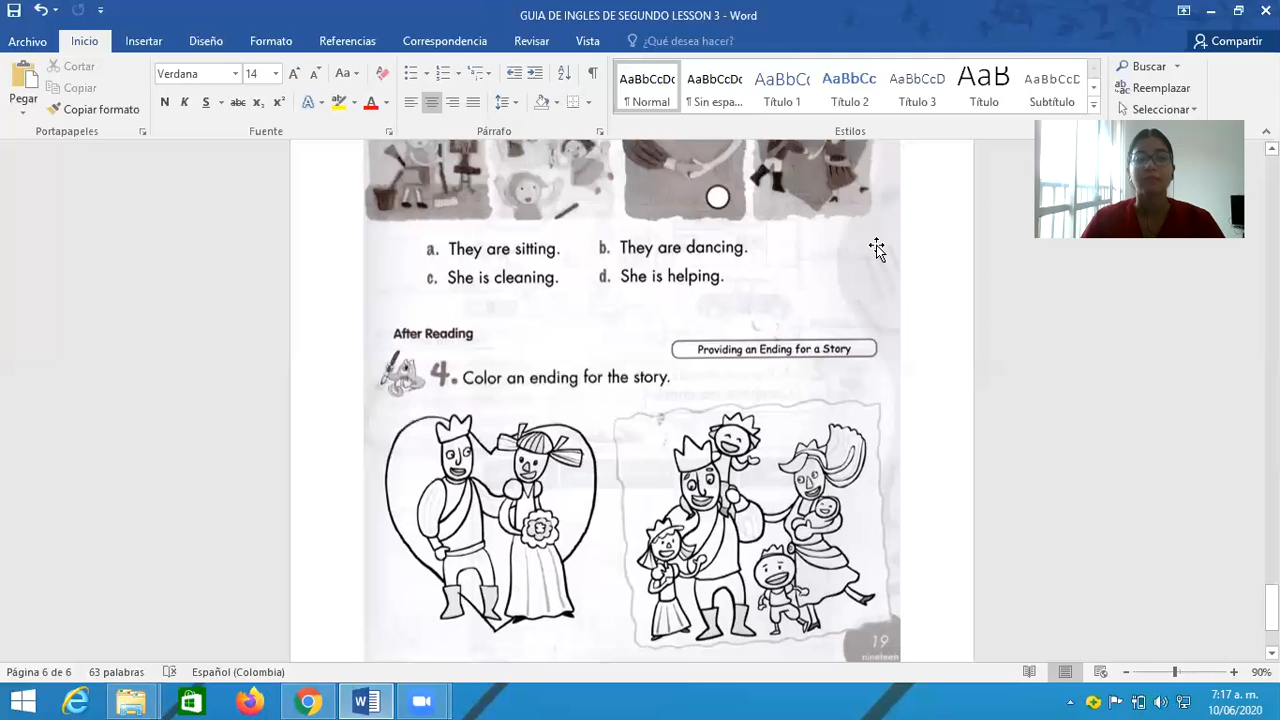 GUIA DE INGLES DE SEGUNDO LESSON 3 - Word
Archivo Inicio Insertar Diseño Formato Referencias Correspondencia Revisar Vista ¿Qué desea hacer? Compartir
Pegar
Cortar
Copiar
Copiar formato
Portapapeles
Verdana 14
Aa
N K S abc x₂ x²
A A
Fuente
Párrafo
AaBbCcDc AaBbCcDc AaBbCc AaBbCc AaBbCcD AaB AaBbCcD
¶ Normal ¶ Sin espa... Título 1 Título 2 Título 3 Título Subtítulo
Estilos
Buscar
Reemplazar
Seleccionar
a. They are sitting. b. They are dancing.
c. She is cleaning. d. She is helping.
After Reading
Providing an Ending for a Story
4. Color an ending for the story.
19
nineteen
Página 6 de 6 63 palabras Español (Colombia) 90%
7:17 a. m.
10/06/2020